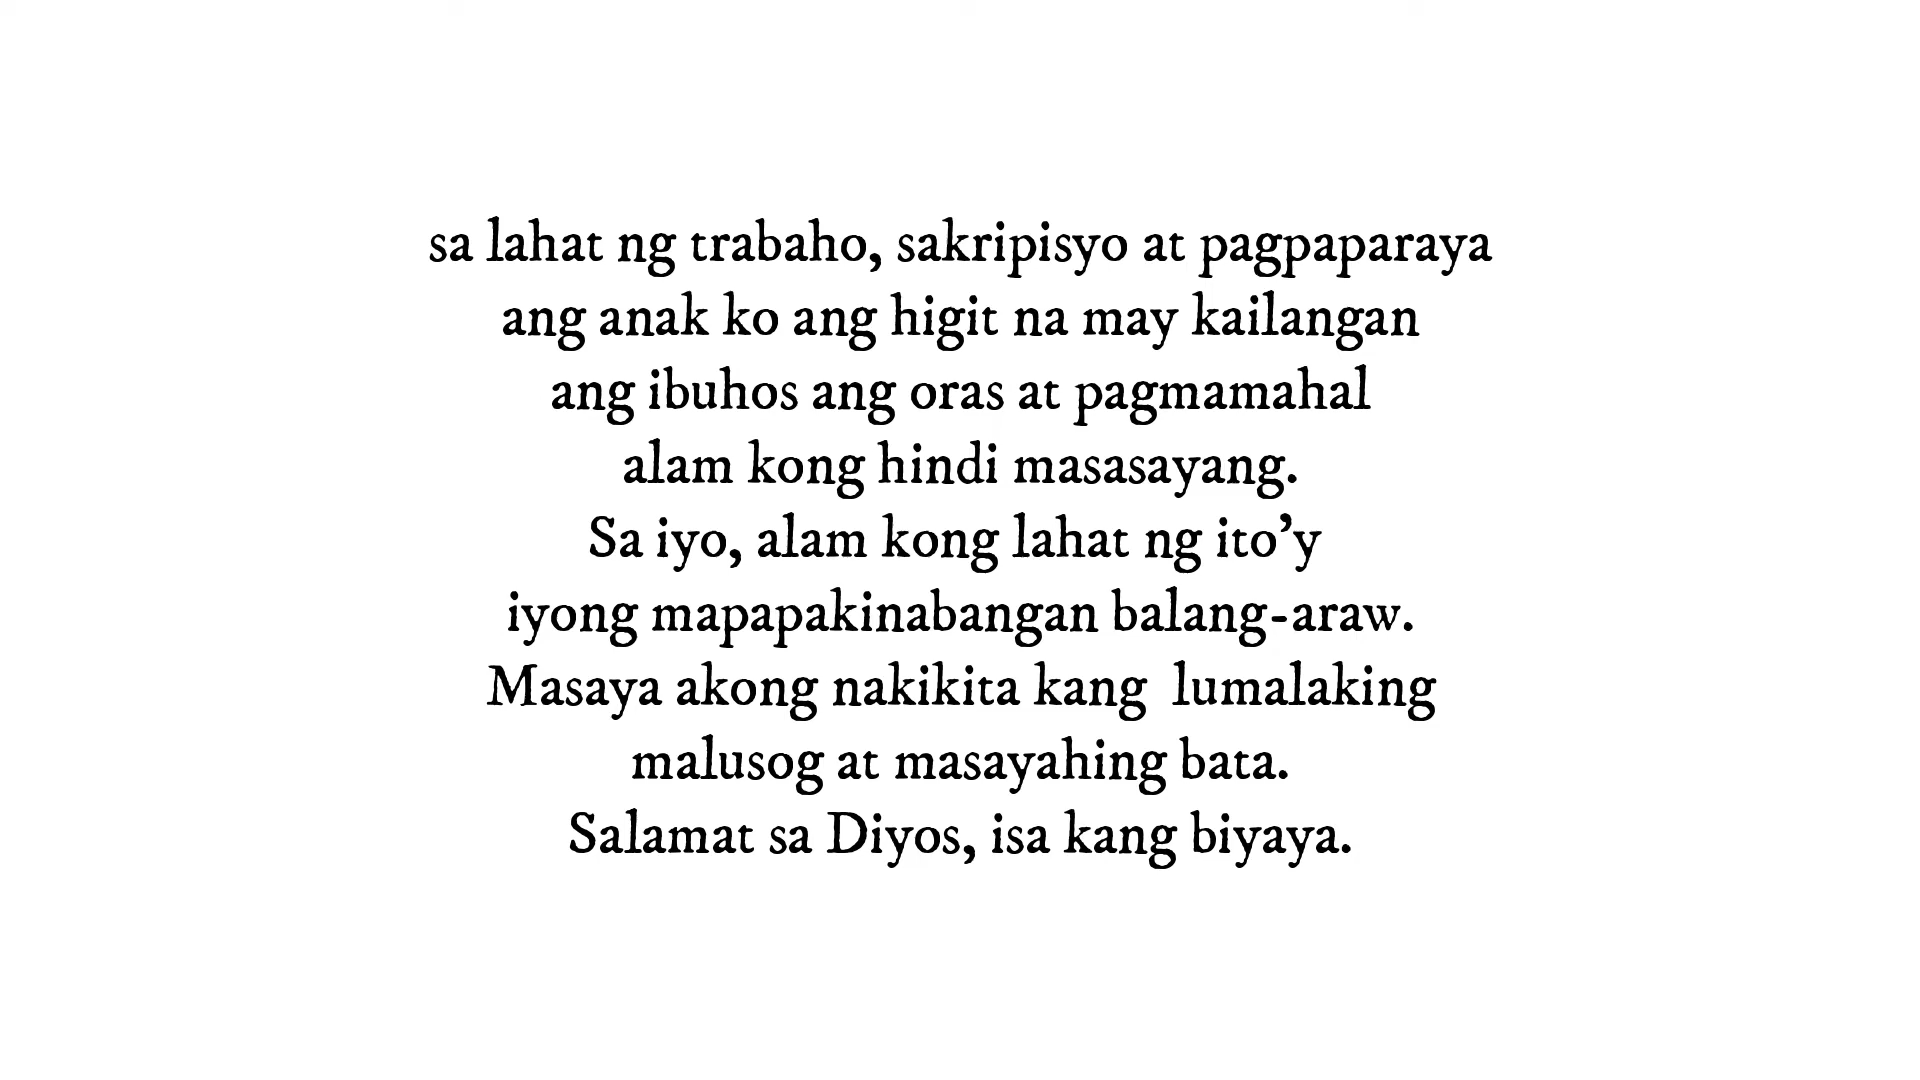 sa lahat ng trabaho, sakripisyo at pagpaparaya
ang anak ko ang higit na may kailangan
ang ibuhos ang oras at pagmamahal
alam kong hindi masasayang.
Sa iyo, alam kong lahat ng ito’y
iyong mapapakinabangan balang-araw.
Masaya akong nakikita kang  lumalaking
malusog at masayahing bata.
Salamat sa Diyos, isa kang biyaya.